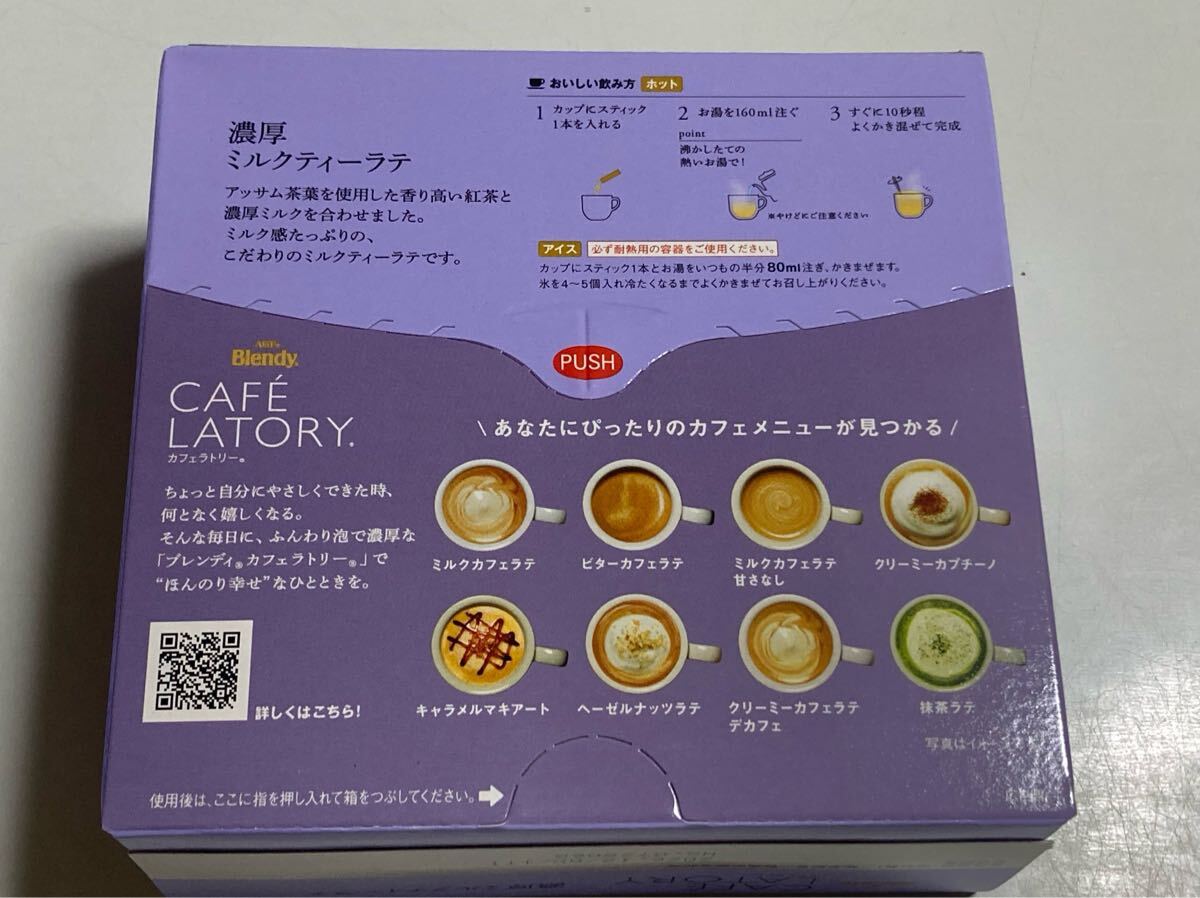 濃厚
ミルクティーラテ
アッサム茶葉を使用した香り高い紅茶と
濃厚ミルクを合わせました。
ミルク感たっぷりの、
こだわりのミルクティーラテです。
おいしい飲み方 ホット
1 カップにスティック
1本を入れる
2 お湯を160ml注ぐ
point
沸かしたての
熱いお湯で!
※やけどにご注意ください
3 すぐに10秒程
よくかき混ぜて完成
アイス 必ず耐熱用の容器をご使用ください。
カップにスティック1本とお湯をいつもの半分80ml注ぎ、かきまぜます。
氷を4〜5個入れ冷たくなるまでよくかきまぜてお召し上がりください。
PUSH
AGF®
Blendy®
CAFÉ
LATORY®
カフェラトリー®
ちょっと自分にやさしくできた時、
何となく嬉しくなる。
そんな毎日に、ふんわり泡で濃厚な
「ブレンディ®カフェラトリー®」で
“ほんのり幸せ”なひとときを。
詳しくはこちら!
\ あなたにぴったりのカフェメニューが見つかる /
ミルクカフェラテ
ビターカフェラテ
ミルクカフェラテ
甘さなし
クリーミーカプチーノ
キャラメルマキアート
ヘーゼルナッツラテ
クリーミーカフェラテ
デカフェ
抹茶ラテ
写真はイメージ
使用後は、ここに指を押し入れて箱をつぶしてください。